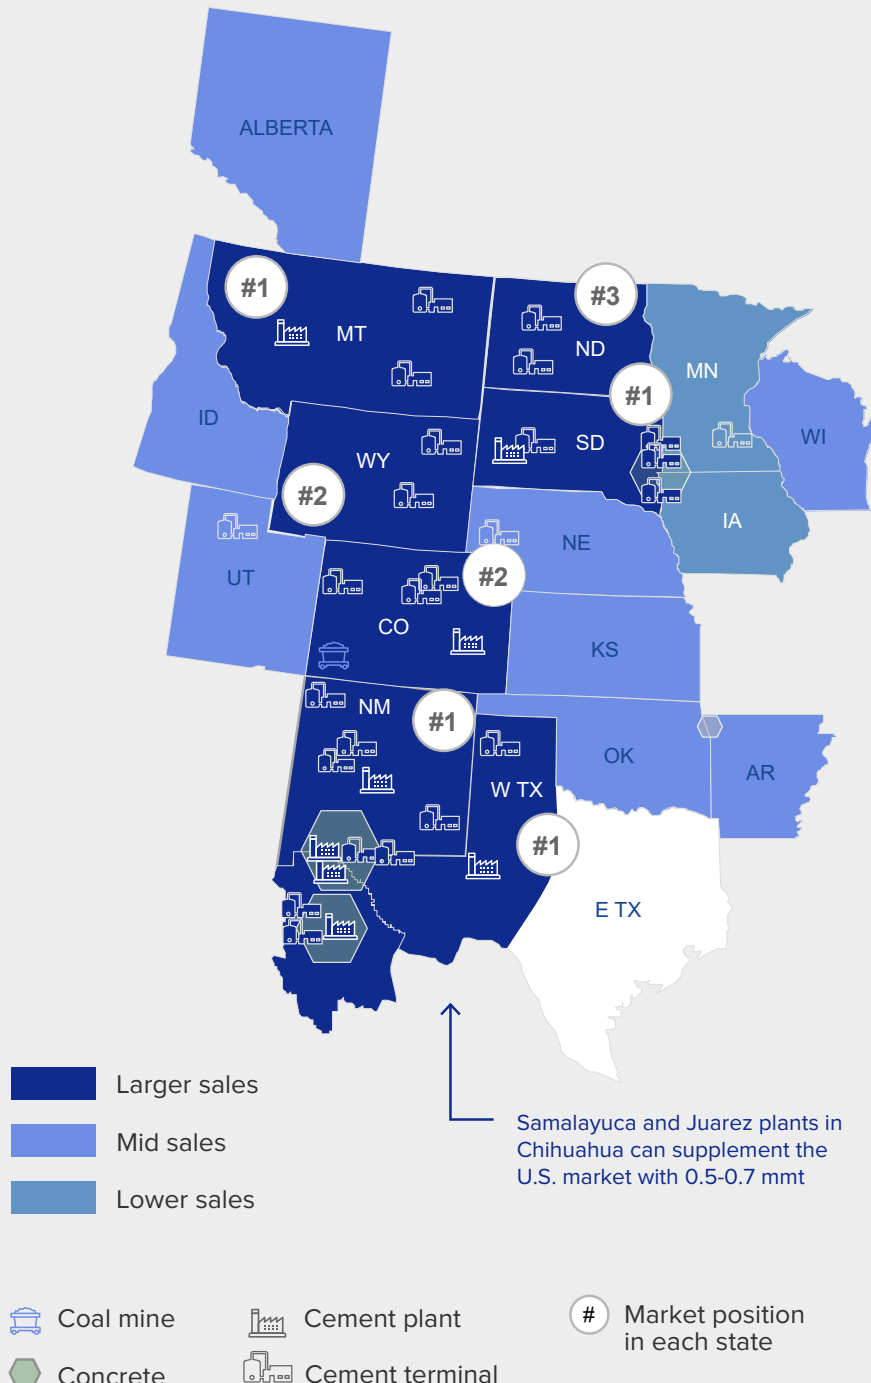 ALBERTA
#1
#3
MT
ND
MN
#1
ID
WY
SD
WI
#2
IA
UT
#2
NE
CO
KS
NM
#1
OK
AR
W TX
#1
E TX
Larger sales
Mid sales
Lower sales
Samalayuca and Juarez plants in
Chihuahua can supplement the
U.S. market with 0.5-0.7 mmt
Coal mine
Cement plant
# Market position
in each state
Concrete
Cement terminal